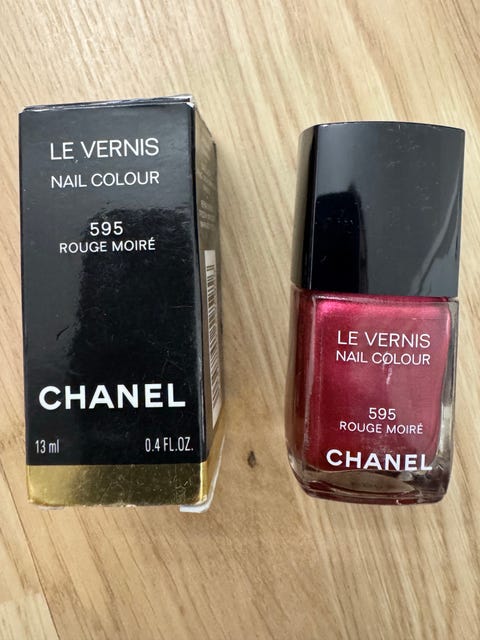 LE VERNIS
NAIL COLOUR
595
ROUGE MOIRÉ
CHANEL
13 ml 0.4 FL.OZ.
LE VERNIS
NAIL COLOUR
595
ROUGE MOIRÉ
CHANEL